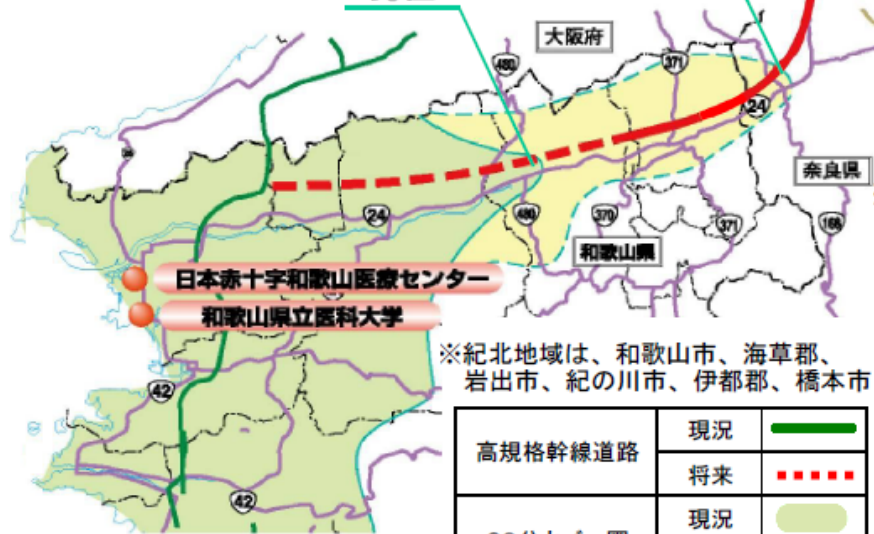 大阪府
480
371
24
奈良県
24
480
370
371
168
和歌山県
日本赤十字和歌山医療センター
和歌山県立医科大学
※紀北地域は、和歌山市、海草郡、
岩出市、紀の川市、伊都郡、橋本市
42
42
高規格幹線道路
現況
将来
現況